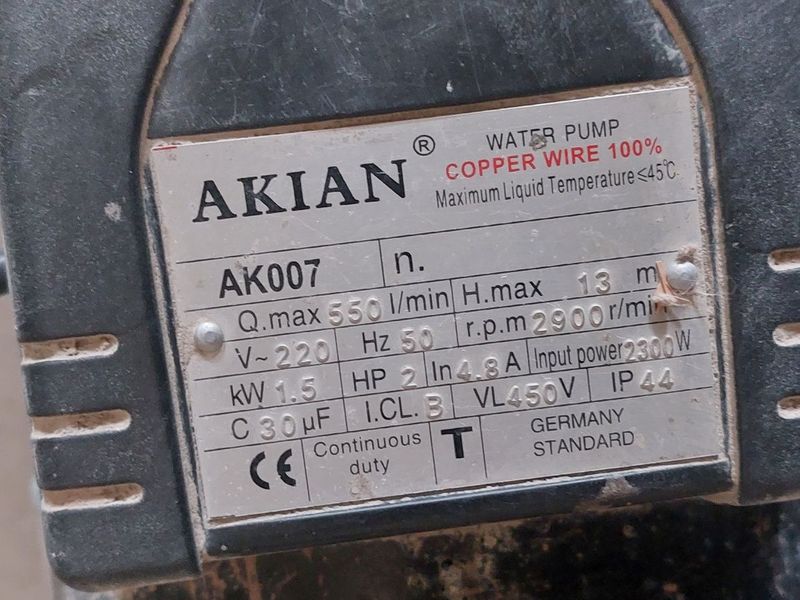 AKIAN®
WATER PUMP
COPPER WIRE 100%
Maximum Liquid Temperature≤45℃
AK007 n.
Q.max 550 l/min H.max 13 m
V~220 Hz 50 r.p.m 2900 r/min
kW 1.5 HP 2 In 4.8 A Input power 2300 W
C 30 µF I.CL. B VL 450 V IP 44
CE Continuous duty T GERMANY STANDARD